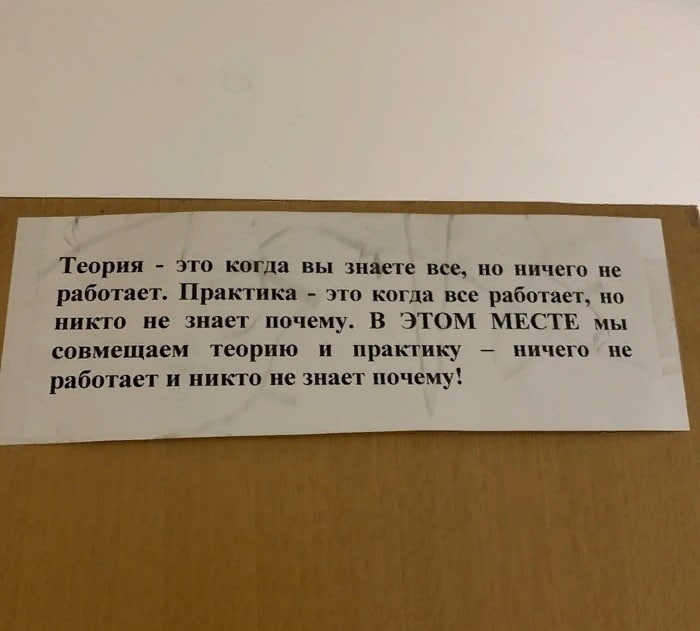 Теория - это когда вы знаете все, но ничего не
работает. Практика - это когда все работает, но
никто не знает почему. В ЭТОМ МЕСТЕ мы
совмещаем теорию и практику – ничего не
работает и никто не знает почему!